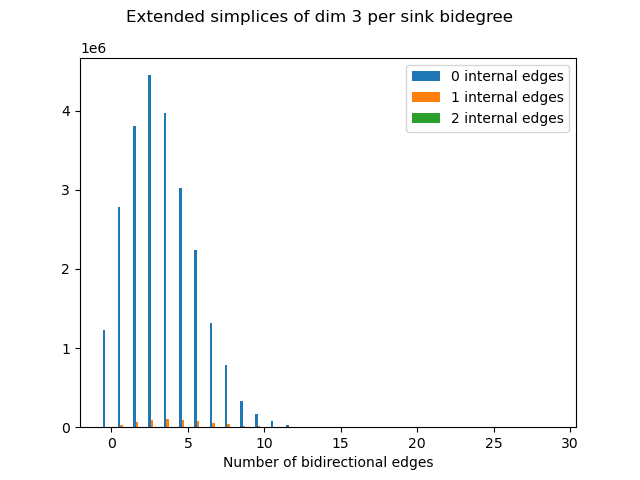 Extended simplices of dim 3 per sink bidegree
1e6
0 internal edges
1 internal edges
2 internal edges
4
3
2
1
0
0 5 10 15 20 25 30
Number of bidirectional edges